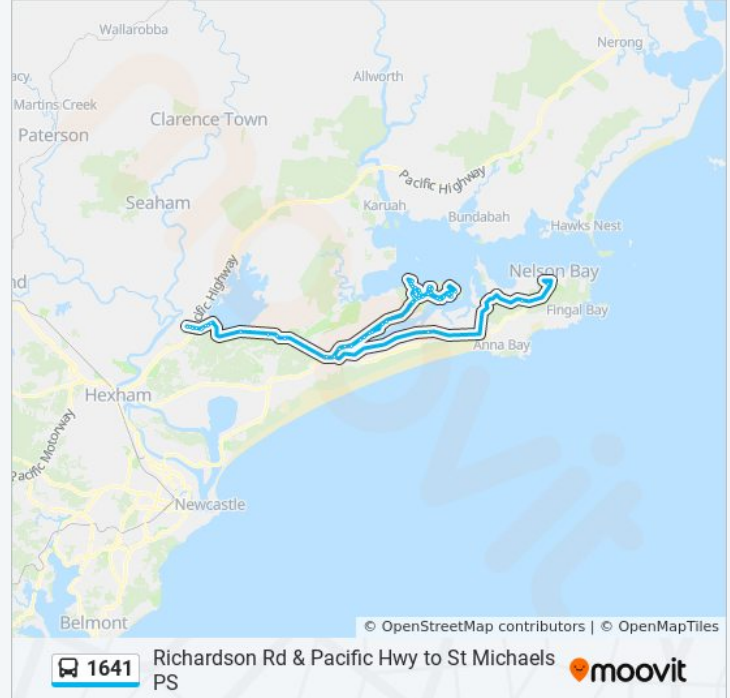 Wallarobba
Nerong
acy.
Allworth
Martins Creek
Clarence Town
Paterson
Pacific Highway
Seaham
Karuah
Bundabah
Hawks Nest
cific Highway
nd
Nelson Bay
Fingal Bay
Anna Bay
Hexham
Pacific Motorway
Newcastle
Belmont
© OpenStreetMap contributors | © OpenMapTiles
1641 Richardson Rd & Pacific Hwy to St Michaels
PS
moovit